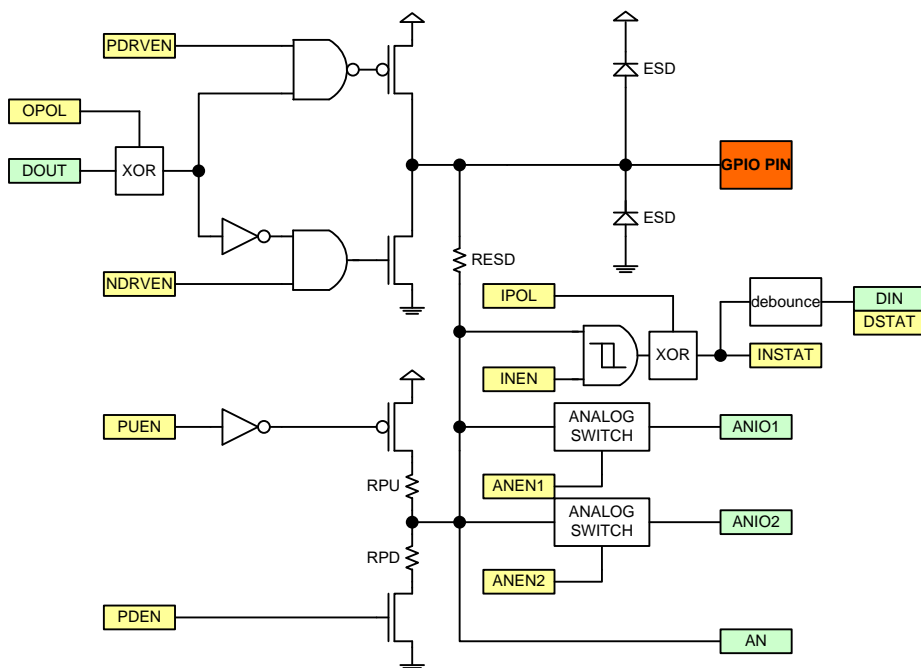 PDRVEN
ESD
OPOL
DOUT
XOR
GPIO PIN
ESD
RESD
NDRVEN
IPOL
debounce
DIN
DSTAT
XOR
INSTAT
INEN
PUEN
ANALOG
SWITCH
ANIO1
RPU
ANEN1
ANALOG
SWITCH
ANIO2
RPD
ANEN2
PDEN
AN